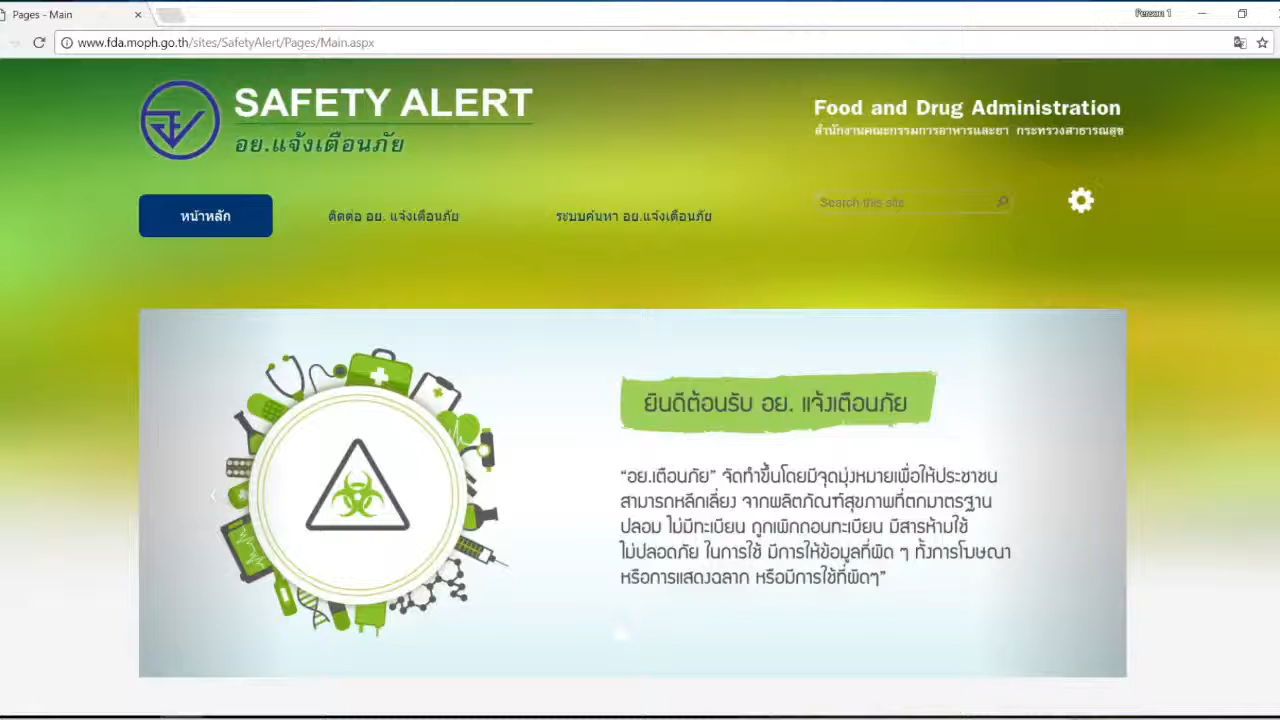 Pages - Main
Person 1
www.fda.moph.go.th/sites/SafetyAlert/Pages/Main.aspx
SAFETY ALERT
อย.แจ้งเตือนภัย
Food and Drug Administration
สำนักงานคณะกรรมการอาหารและยา กระทรวงสาธารณสุข
หน้าหลัก
ติดต่อ อย. แจ้งเตือนภัย
ระบบค้นหา อย.แจ้งเตือนภัย
Search this site
ยินดีต้อนรับ อย. แจ้งเตือนภัย
“อย.เตือนภัย” จัดทำขึ้นโดยมีจุดมุ่งหมายเพื่อให้ประชาชน
สามารถหลีกเลี่ยง จากผลิตภัณฑ์สุขภาพที่ตกมาตรฐาน
ปลอม ไม่มีทะเบียน ถูกเพิกถอนทะเบียน มีสารห้ามใช้
ไม่ปลอดภัย ในการใช้ มีการให้ข้อมูลที่ผิด ๆ ทั้งการโฆษณา
หรือการแสดงฉลาก หรือมีการใช้ที่ผิดๆ”